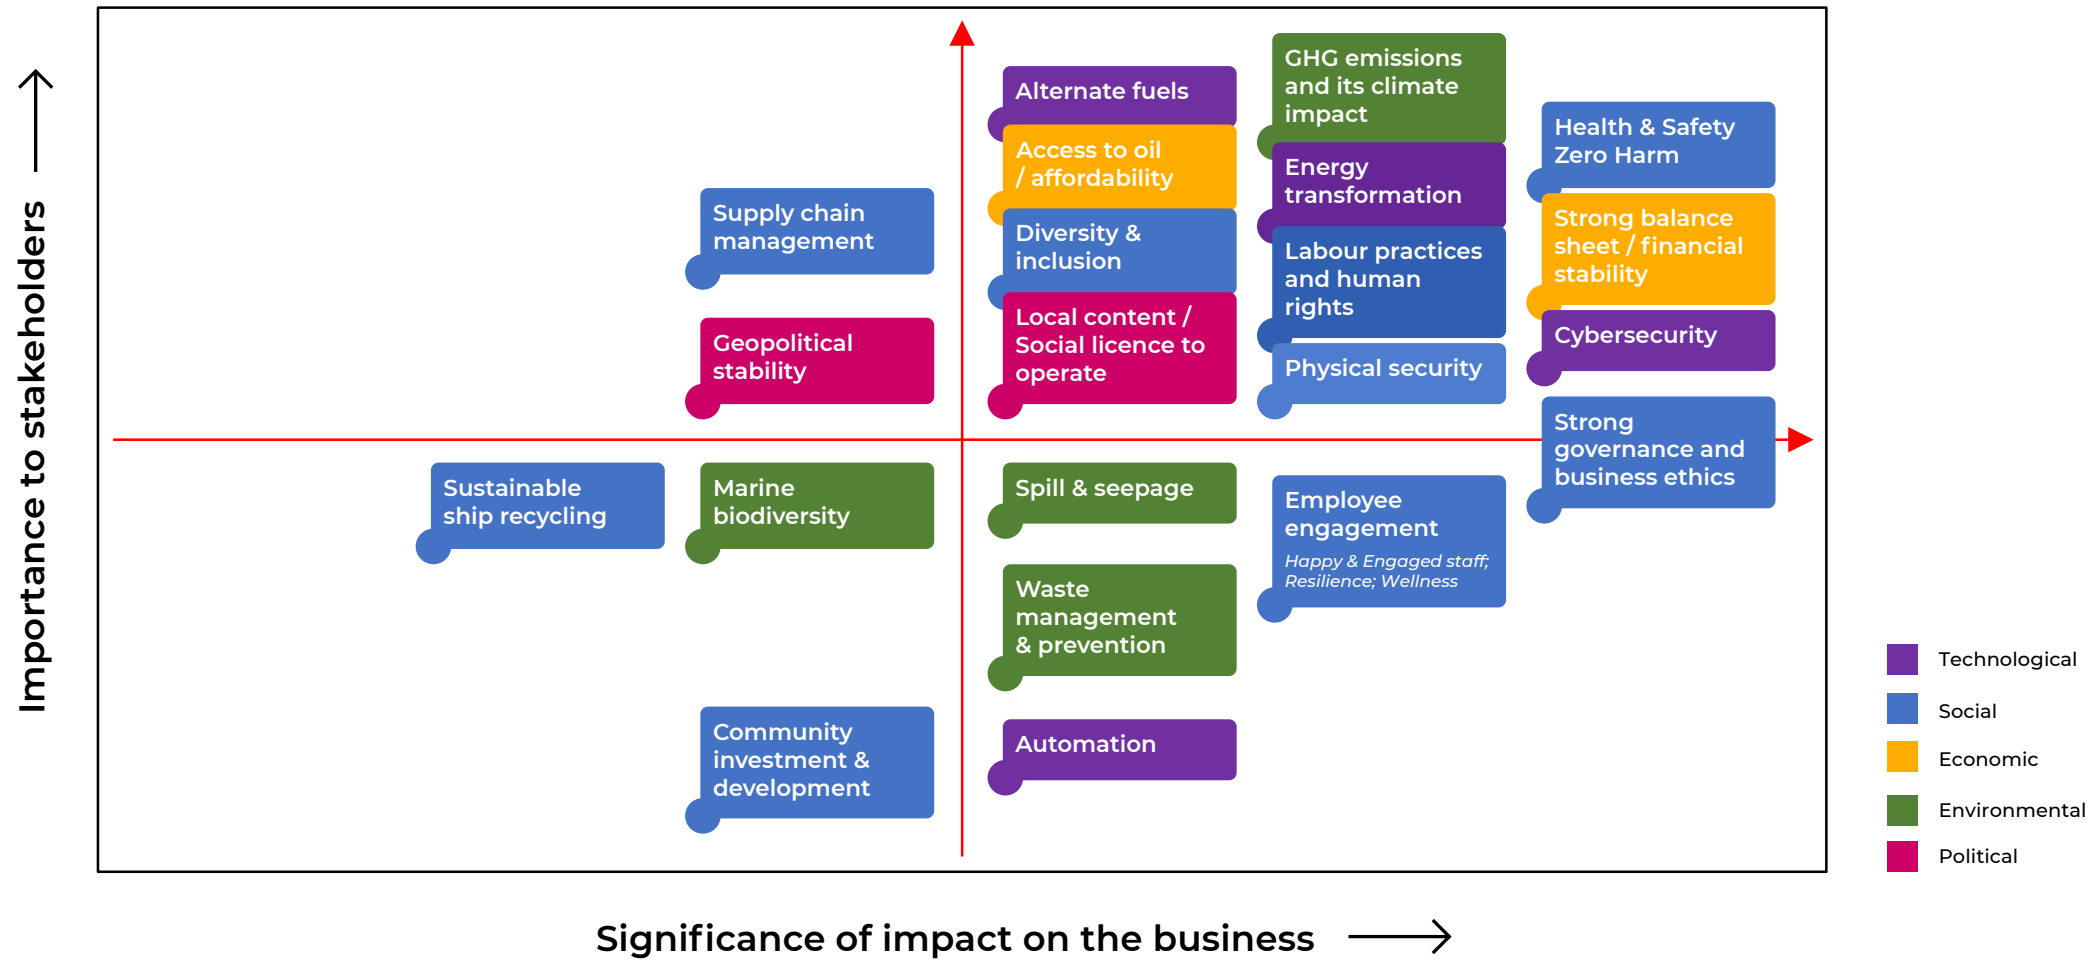 Importance to stakeholders
Supply chain
management
Geopolitical
stability
Sustainable
ship recycling
Marine
biodiversity
Community
investment &
development
Alternate fuels
Access to oil
/ affordability
Diversity &
inclusion
Local content /
Social licence to
operate
Spill & seepage
Waste
management
& prevention
Automation
GHG emissions
and its climate
impact
Energy
transformation
Labour practices
and human
rights
Physical security
Employee
engagement
Happy & Engaged staff;
Resilience; Wellness
Health & Safety
Zero Harm
Strong balance
sheet / financial
stability
Cybersecurity
Strong
governance and
business ethics
Technological
Social
Economic
Environmental
Political
Significance of impact on the business